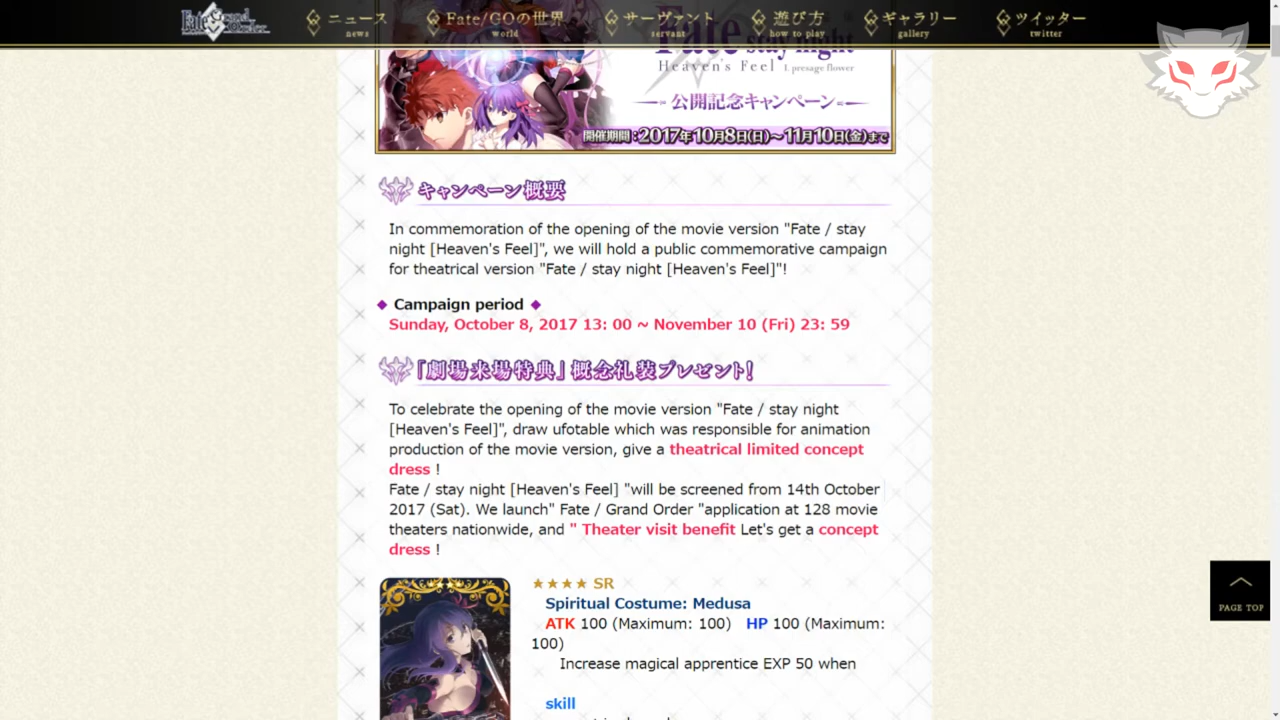 Fate/Grand Order
ニュース
news
Fate/GOの世界
world
サーヴァント
servant
遊び方
how to play
ギャラリー
gallery
ツイッター
twitter
Fate stay night
Heaven's Feel I. presage flower
公開記念キャンペーン
開催期間：2017年10月8日(日)～11月10日(金)まで
キャンペーン概要
In commemoration of the opening of the movie version "Fate / stay
night [Heaven's Feel]", we will hold a public commemorative campaign
for theatrical version "Fate / stay night [Heaven's Feel]"!
◆ Campaign period ◆
Sunday, October 8, 2017 13: 00 ~ November 10 (Fri) 23: 59
「劇場来場特典」概念礼装プレゼント!
To celebrate the opening of the movie version "Fate / stay night
[Heaven's Feel]", draw ufotable which was responsible for animation
production of the movie version, give a theatrical limited concept
dress !
Fate / stay night [Heaven's Feel] "will be screened from 14th October
2017 (Sat). We launch" Fate / Grand Order "application at 128 movie
theaters nationwide, and " Theater visit benefit Let's get a concept
dress !
★★★★ SR
Spiritual Costume: Medusa
ATK 100 (Maximum: 100) HP 100 (Maximum:
100)
Increase magical apprentice EXP 50 when
skill
PAGE TOP